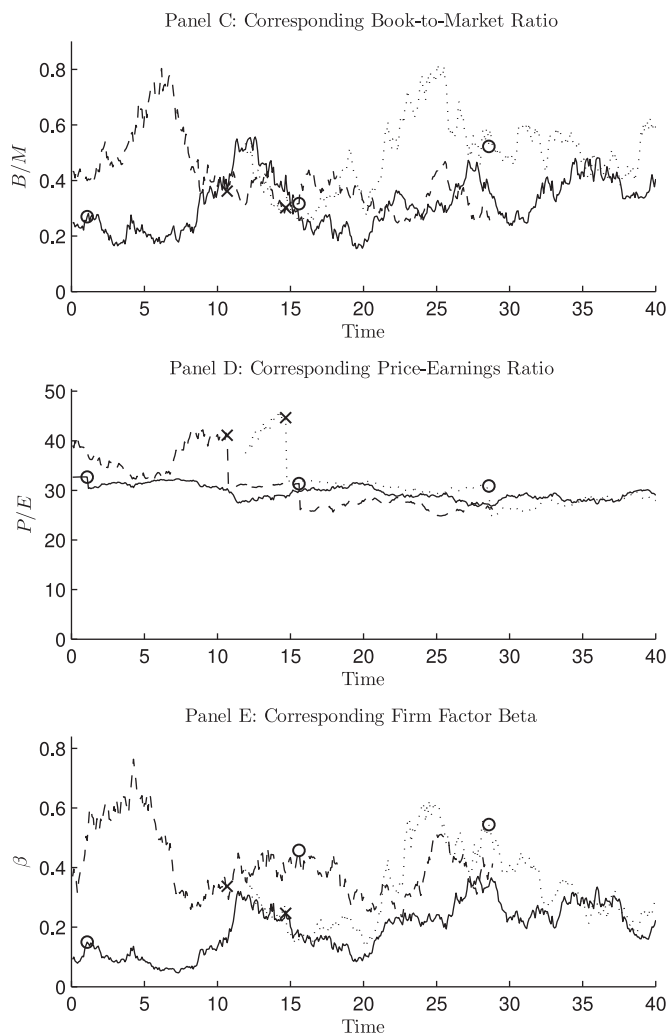 Panel C: Corresponding Book-to-Market Ratio
0.8
0.6
0.4
0.2
0
B/M
0 5 10 15 20 25 30 35 40
Time
Panel D: Corresponding Price-Earnings Ratio
50
40
30
20
10
0
P/E
0 5 10 15 20 25 30 35 40
Time
Panel E: Corresponding Firm Factor Beta
0.8
0.6
0.4
0.2
0
β
0 5 10 15 20 25 30 35 40
Time